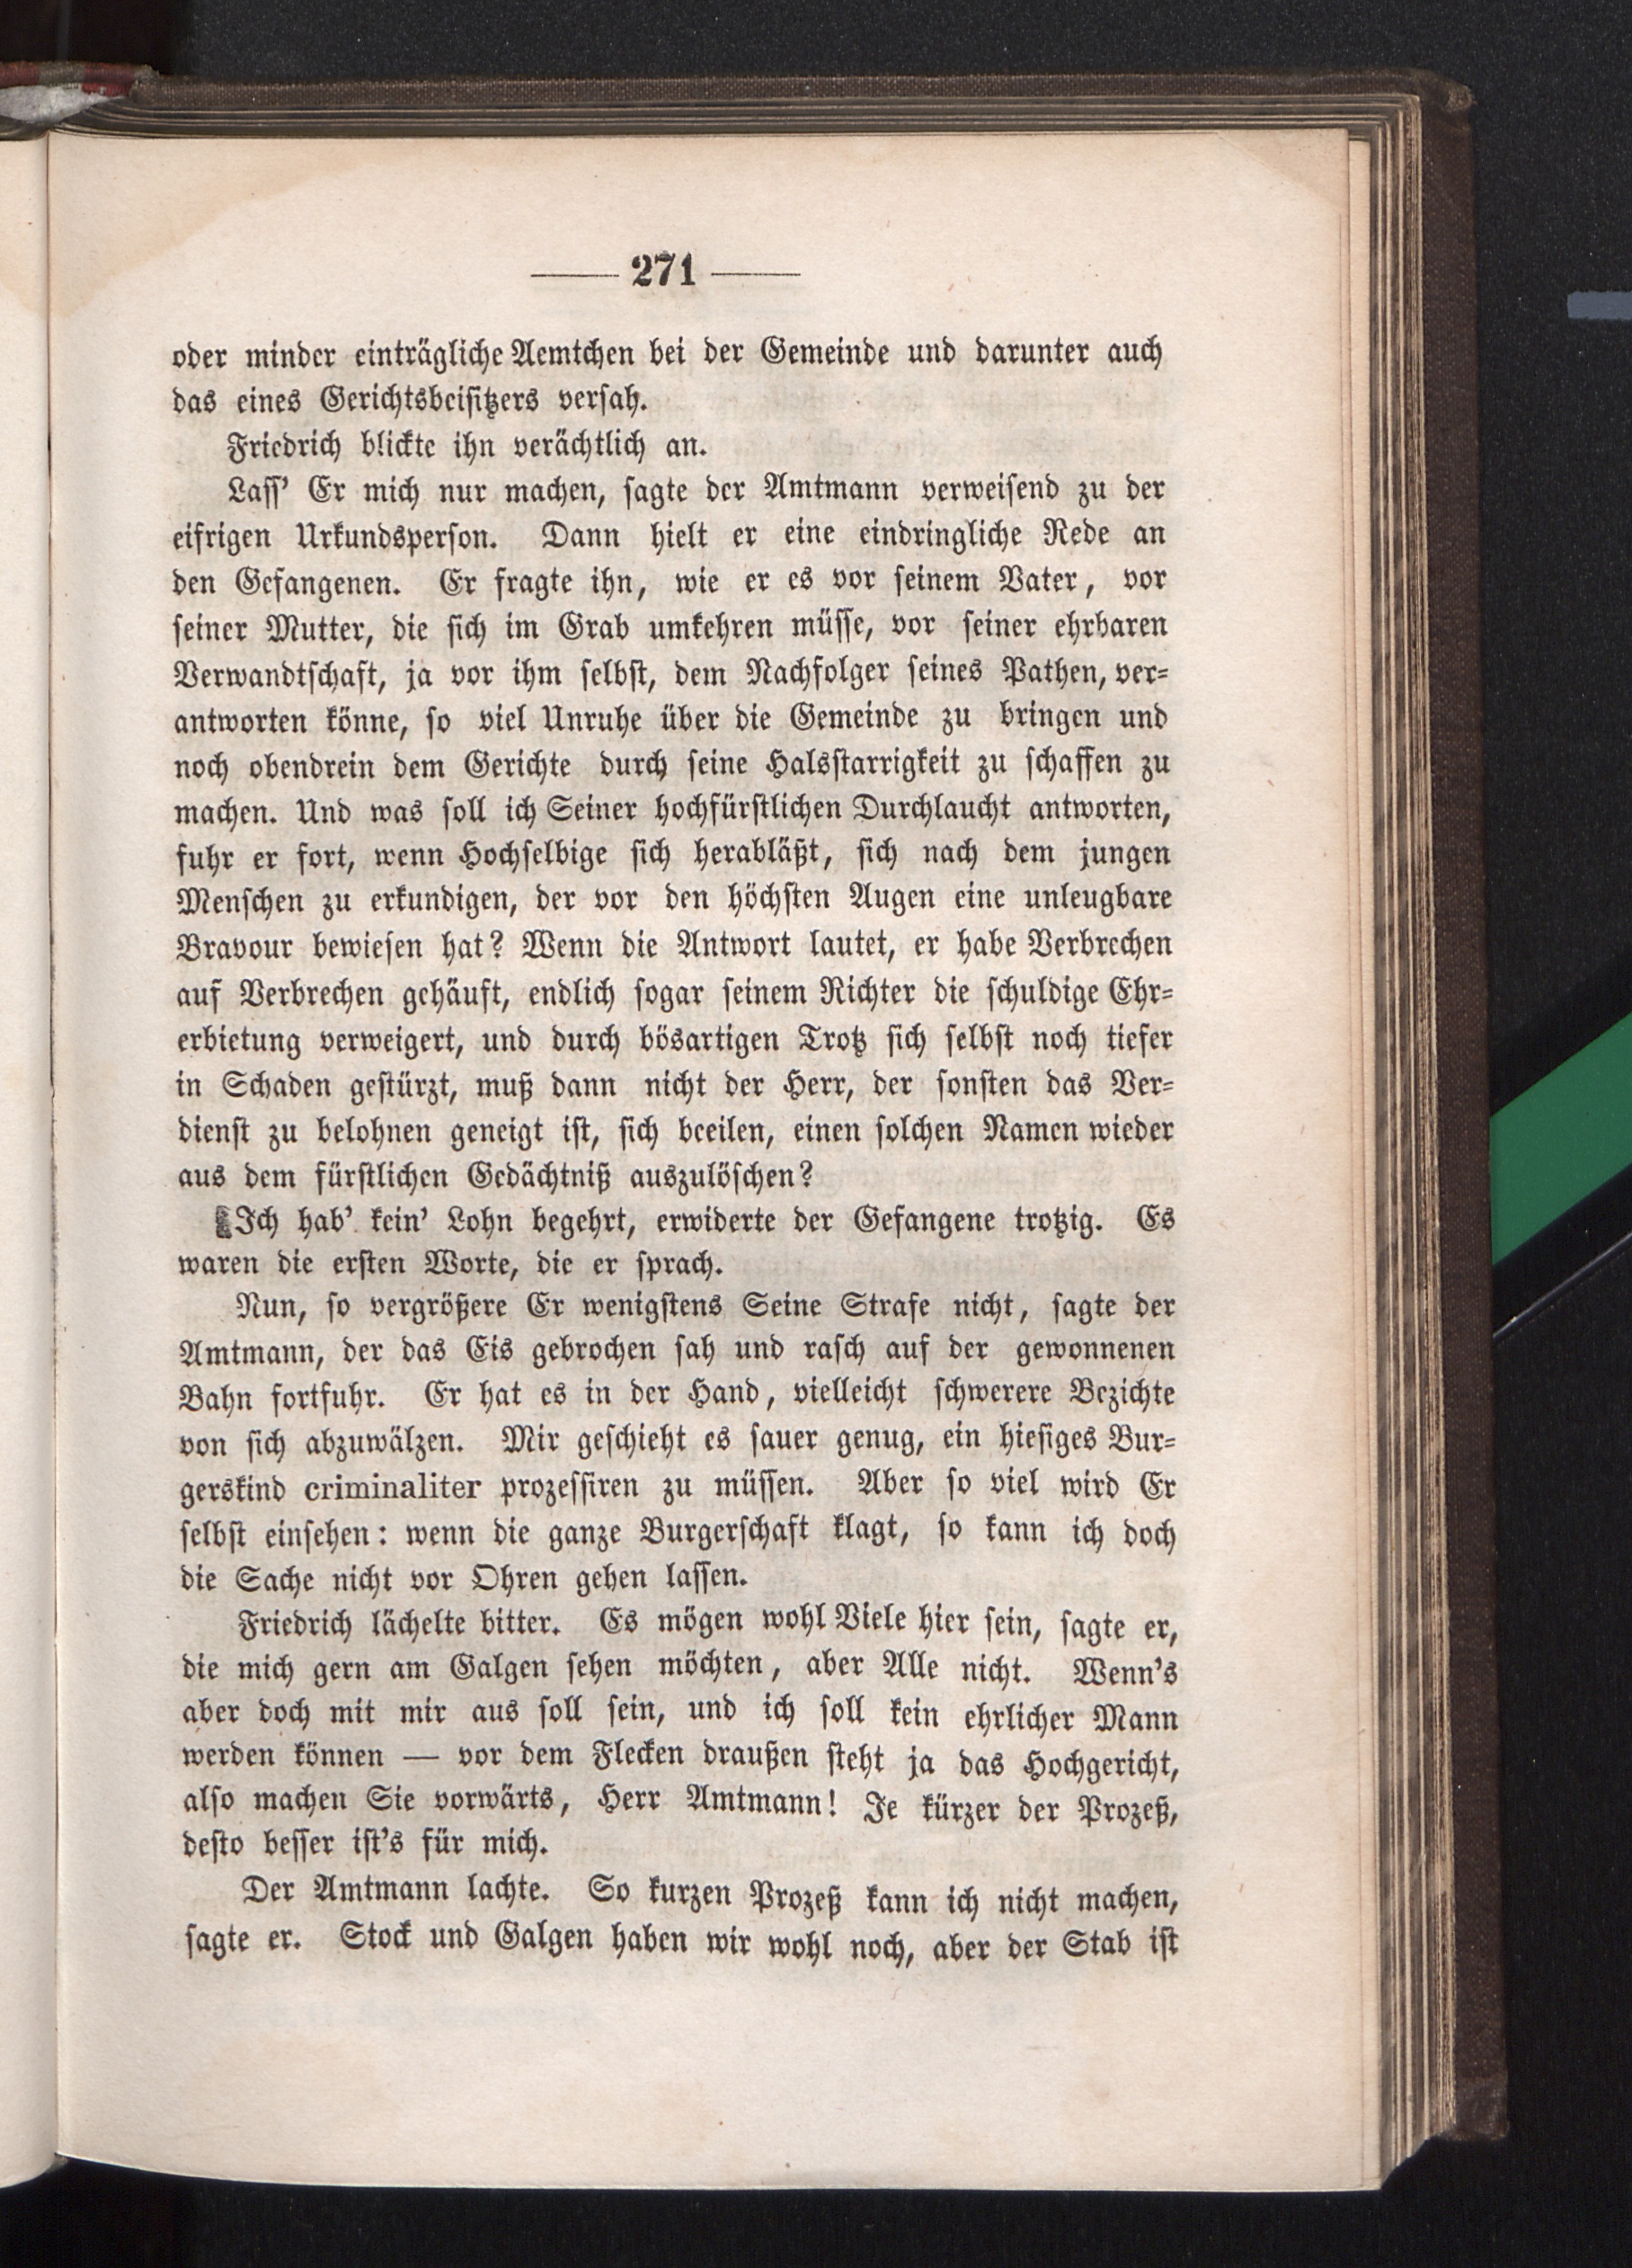 271
oder minder einträgliche Aemtchen bei der Gemeinde und darunter auch
das eines Gerichtsbeisitzers versah.
Friedrich blickte ihn verächtlich an.
Lass' Er mich nur machen, sagte der Amtmann verweisend zu der
eifrigen Urkundsperson. Dann hielt er eine eindringliche Rede an
den Gefangenen. Er fragte ihn, wie er es vor seinem Vater, vor
seiner Mutter, die sich im Grab umkehren müsse, vor seiner ehrbaren
Verwandtschaft, ja vor ihm selbst, dem Nachfolger seines Pathen, ver-
antworten könne, so viel Unruhe über die Gemeinde zu bringen und
noch obendrein dem Gerichte durch seine Halsstarrigkeit zu schaffen zu
machen. Und was soll ich Seiner hochfürstlichen Durchlaucht antworten,
fuhr er fort, wenn Hochselbige sich herabläßt, sich nach dem jungen
Menschen zu erkundigen, der vor den höchsten Augen eine unleugbare
Bravour bewiesen hat? Wenn die Antwort lautet, er habe Verbrechen
auf Verbrechen gehäuft, endlich sogar seinem Richter die schuldige Ehr-
erbietung verweigert, und durch bösartigen Trotz sich selbst noch tiefer
in Schaden gestürzt, muß dann nicht der Herr, der sonsten das Ver-
dienst zu belohnen geneigt ist, sich beeilen, einen solchen Namen wieder
aus dem fürstlichen Gedächtniß auszulöschen?
Ich hab' kein' Lohn begehrt, erwiderte der Gefangene trotzig. Es
waren die ersten Worte, die er sprach.
Nun, so vergrößere Er wenigstens Seine Strafe nicht, sagte der
Amtmann, der das Eis gebrochen sah und rasch auf der gewonnenen
Bahn fortfuhr. Er hat es in der Hand, vielleicht schwerere Bezichte
von sich abzuwälzen. Mir geschieht es sauer genug, ein hiesiges Bur-
gerskind criminaliter prozessiren zu müssen. Aber so viel wird Er
selbst einsehen: wenn die ganze Burgerschaft klagt, so kann ich doch
die Sache nicht vor Ohren gehen lassen.
Friedrich lächelte bitter. Es mögen wohl Viele hier sein, sagte er,
die mich gern am Galgen sehen möchten, aber Alle nicht. Wenn's
aber doch mit mir aus soll sein, und ich soll kein ehrlicher Mann
werden können — vor dem Flecken draußen steht ja das Hochgericht,
also machen Sie vorwärts, Herr Amtmann! Je kürzer der Prozeß,
desto besser ist's für mich.
Der Amtmann lachte. So kurzen Prozeß kann ich nicht machen,
sagte er. Stock und Galgen haben wir wohl noch, aber der Stab ist